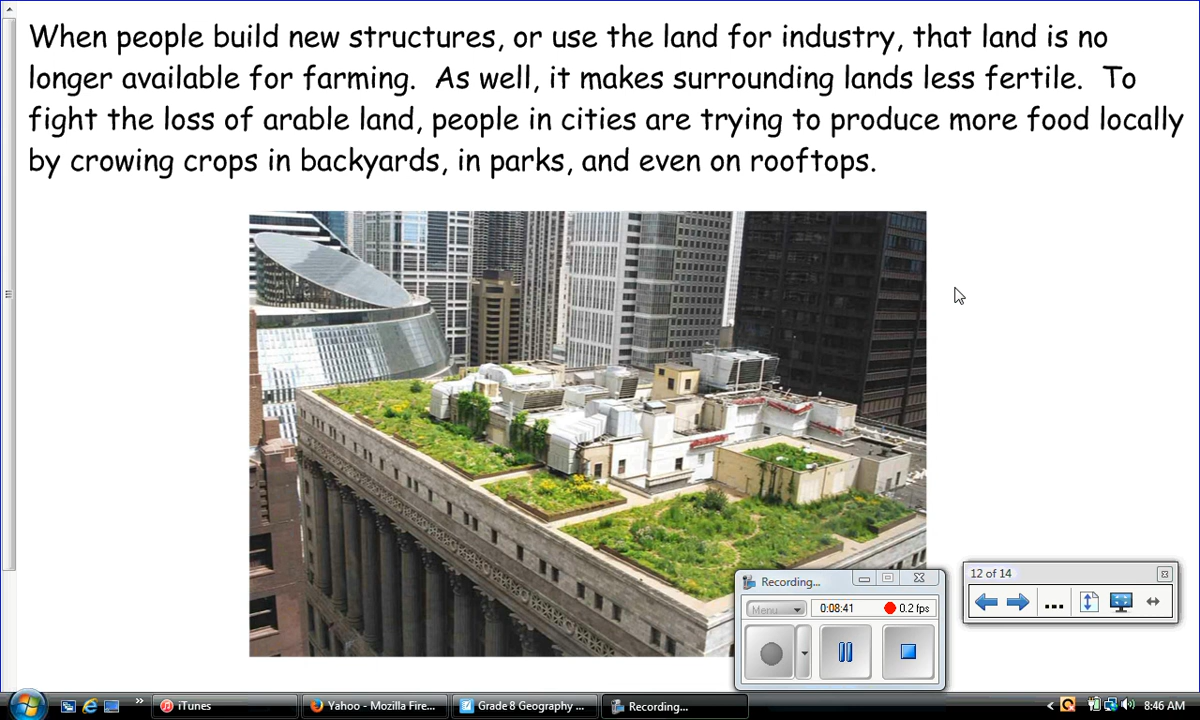 When people build new structures, or use the land for industry, that land is no
longer available for farming.  As well, it makes surrounding lands less fertile.  To
fight the loss of arable land, people in cities are trying to produce more food locally
by crowing crops in backyards, in parks, and even on rooftops.
Recording...
Menu
0:08:41
0.2 fps
12 of 14
...
iTunes
Yahoo - Mozilla Fire...
Grade 8 Geography ...
Recording...
8:46 AM